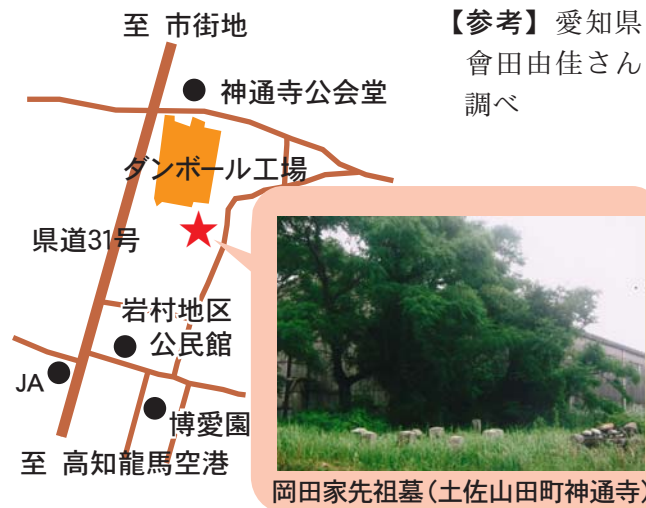 至 市街地
【参考】愛知県
會田由佳さん
調べ
神通寺公会堂
ダンボール工場
県道31号
岩村地区
公民館
JA
博愛園
至 高知龍馬空港
岡田家先祖墓(土佐山田町神通寺)